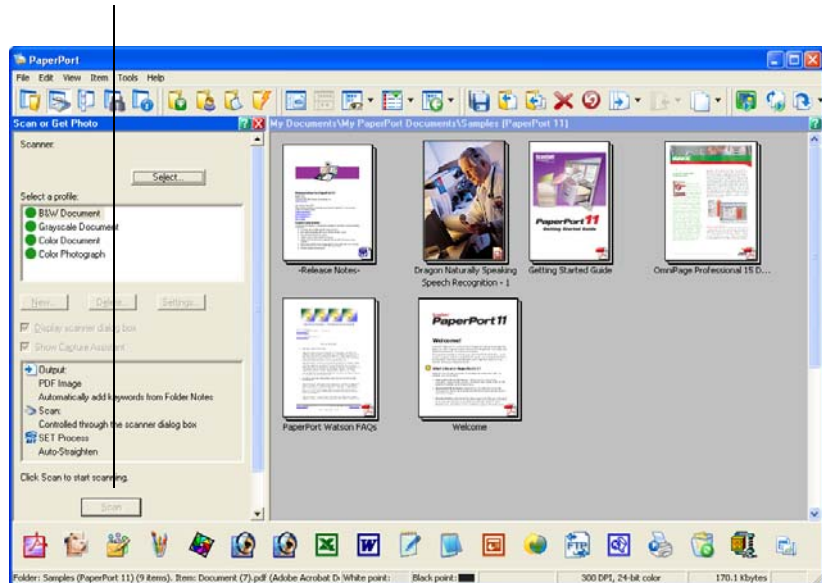 PaperPort
File Edit View Item Tools Help
Scan or Get Photo
My Documents\My PaperPort Documents\Samples (PaperPort 11)
Scanner:
Select...
Select a profile:
B&W Document
Grayscale Document
Color Document
Color Photograph
New... Delete... Settings...
Display scanner dialog box
Show Capture Assistant
Output:
PDF Image
Automatically add keywords from Folder Notes
Scan:
Controlled through the scanner dialog box
SET Process
Auto-Straighten
Click Scan to start scanning.
Scan
PaperPort 11
Getting Started Guide
-Release Notes-
Dragon Naturally Speaking
Speech Recognition - 1
Getting Started Guide
OmniPage Professional 15 D...
PaperPort 11
Welcome!
PaperPort Watson FAQs
Welcome
FTP
Folder: Samples (PaperPort 11) (9 items). Item: Document (7).pdf (Adobe Acrobat D
White point:
Black point:
300 DPI, 24-bit color
170.1 Kbytes